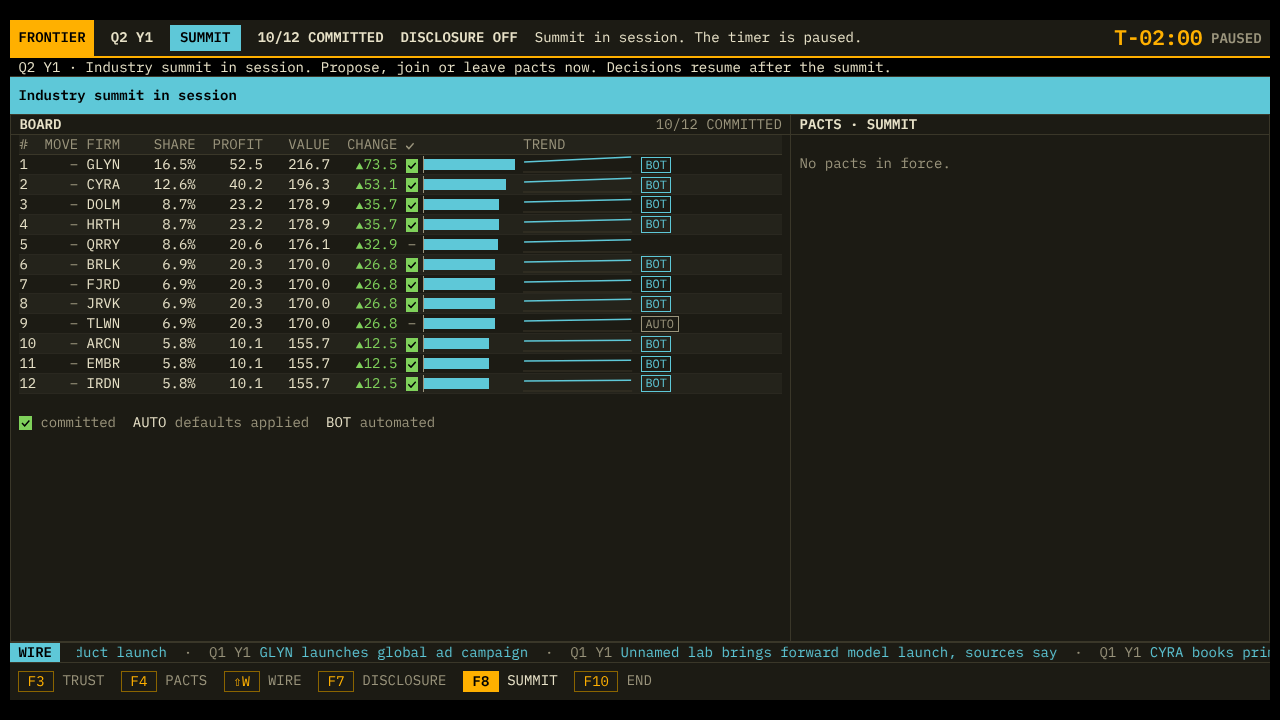 FRONTIER Q2 Y1 SUMMIT 10/12 COMMITTED DISCLOSURE OFF Summit in session. The timer is paused. T-02:00 PAUSED
Q2 Y1 · Industry summit in session. Propose, join or leave pacts now. Decisions resume after the summit.
Industry summit in session
BOARD 10/12 COMMITTED
# MOVE FIRM SHARE PROFIT VALUE CHANGE ✓ TREND
1 – GLYN 16.5% 52.5 216.7 ▲73.5 ✓ BOT
2 – CYRA 12.6% 40.2 196.3 ▲53.1 ✓ BOT
3 – DOLM 8.7% 23.2 178.9 ▲35.7 ✓ BOT
4 – HRTH 8.7% 23.2 178.9 ▲35.7 ✓ BOT
5 – QRRY 8.6% 20.6 176.1 ▲32.9 –
6 – BRLK 6.9% 20.3 170.0 ▲26.8 ✓ BOT
7 – FJRD 6.9% 20.3 170.0 ▲26.8 ✓ BOT
8 – JRVK 6.9% 20.3 170.0 ▲26.8 ✓ BOT
9 – TLWN 6.9% 20.3 170.0 ▲26.8 – AUTO
10 – ARCN 5.8% 10.1 155.7 ▲12.5 ✓ BOT
11 – EMBR 5.8% 10.1 155.7 ▲12.5 ✓ BOT
12 – IRDN 5.8% 10.1 155.7 ▲12.5 ✓ BOT
✓ committed AUTO defaults applied BOT automated
PACTS · SUMMIT
No pacts in force.
WIRE duct launch · Q1 Y1 GLYN launches global ad campaign · Q1 Y1 Unnamed lab brings forward model launch, sources say · Q1 Y1 CYRA books
F3 TRUST F4 PACTS ⇧W WIRE F7 DISCLOSURE F8 SUMMIT F10 END